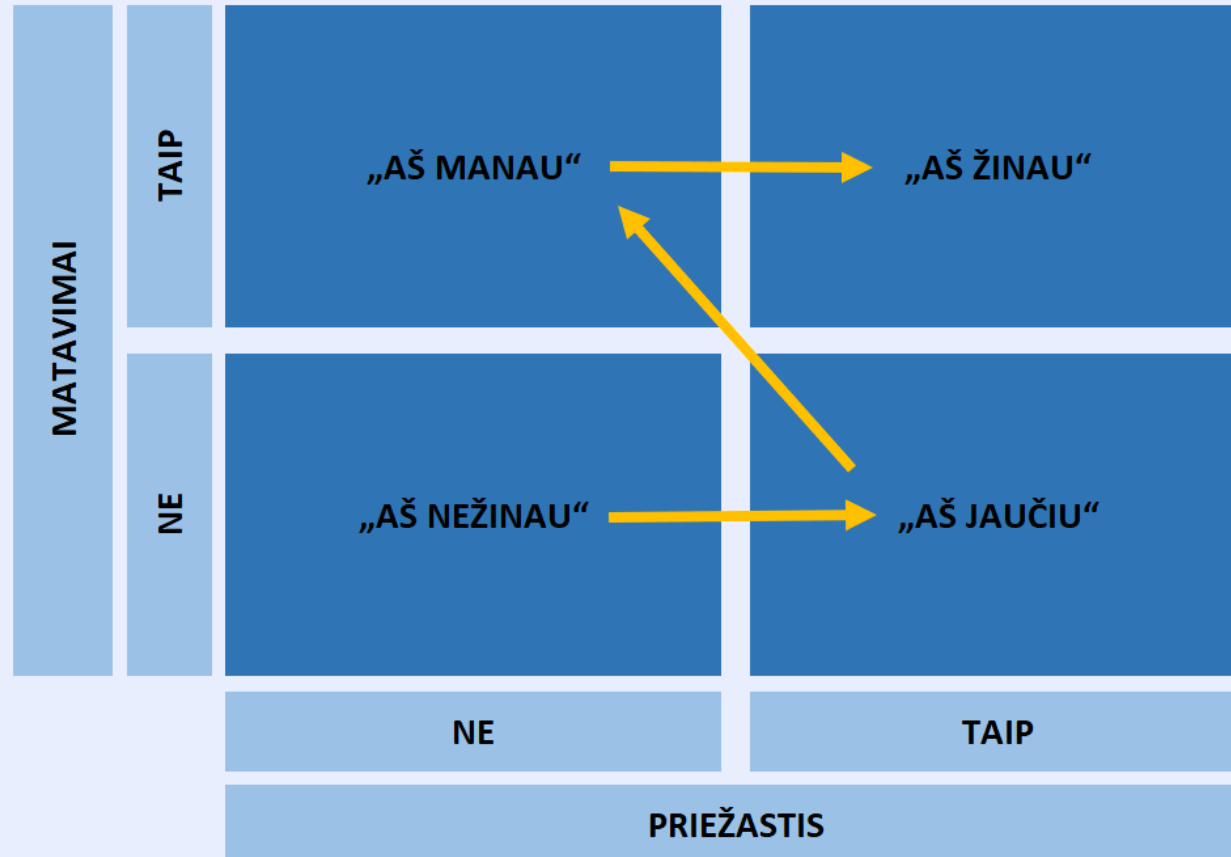 MATAVIMAI
TAIP
„AŠ MANAU“
„AŠ ŽINAU“
NE
„AŠ NEŽINAU“
„AŠ JAUČIU“
NE
TAIP
PRIEŽASTIS